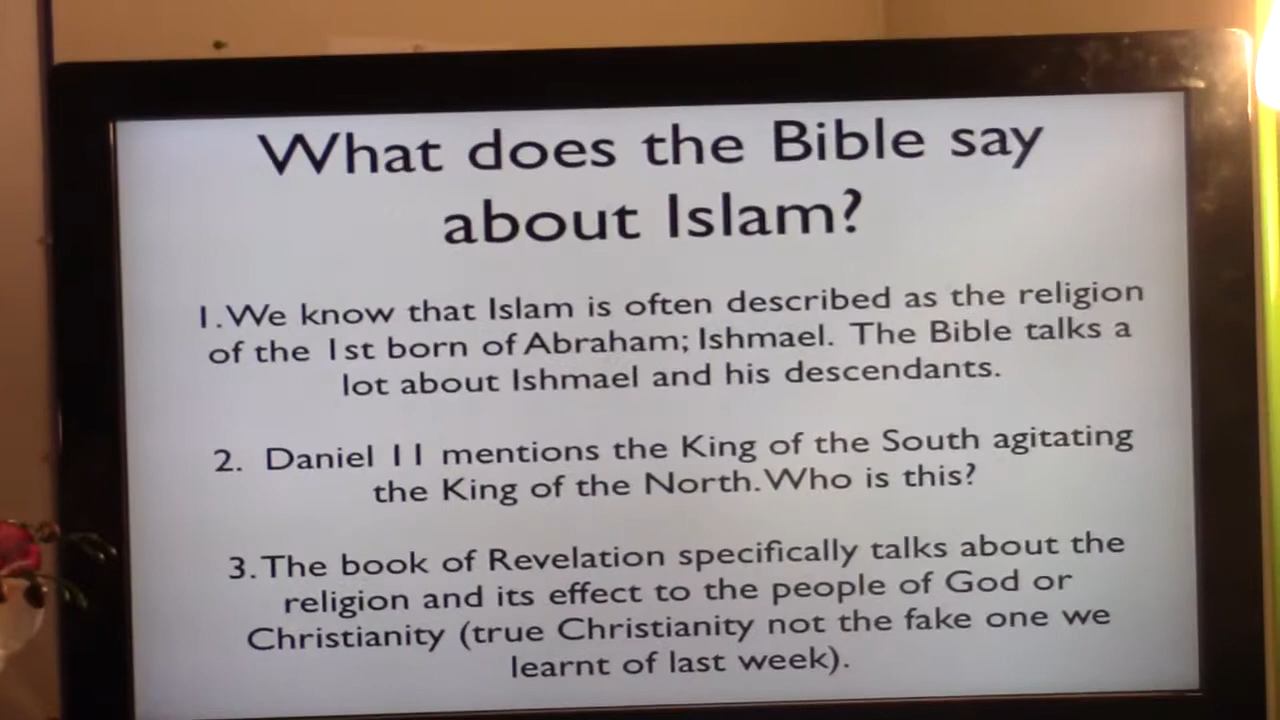 What does the Bible say
about Islam?
1. We know that Islam is often described as the religion
of the 1st born of Abraham; Ishmael. The Bible talks a
lot about Ishmael and his descendants.
2. Daniel 11 mentions the King of the South agitating
the King of the North. Who is this?
3. The book of Revelation specifically talks about the
religion and its effect to the people of God or
Christianity (true Christianity not the fake one we
learnt of last week).